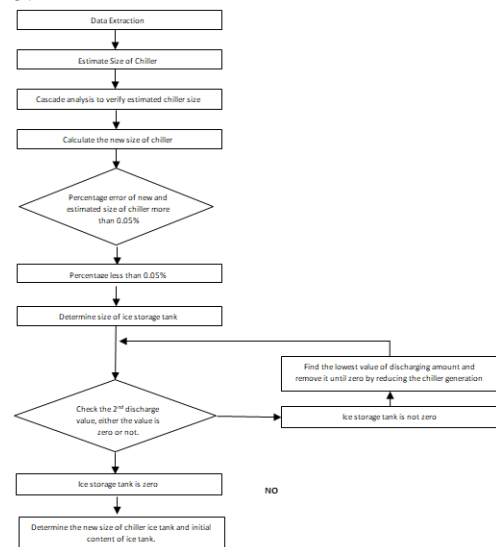 Data Extraction
Estimate Size of Chiller
Cascade analysis to verify estimated chiller size
Calculate the new size of chiller
Percentage error of new and
estimated size of chiller more
than 0.05%
Percentage less than 0.05%
Determine size of ice storage tank
Find the lowest value of discharging amount and
remove it until zero by reducing the chiller generation
Check the 2nd discharge
value, either the value is
zero or not.
Ice storage tank is not zero
Ice storage tank is zero
NO
Determine the new size of chiller ice tank and initial
content of ice tank.